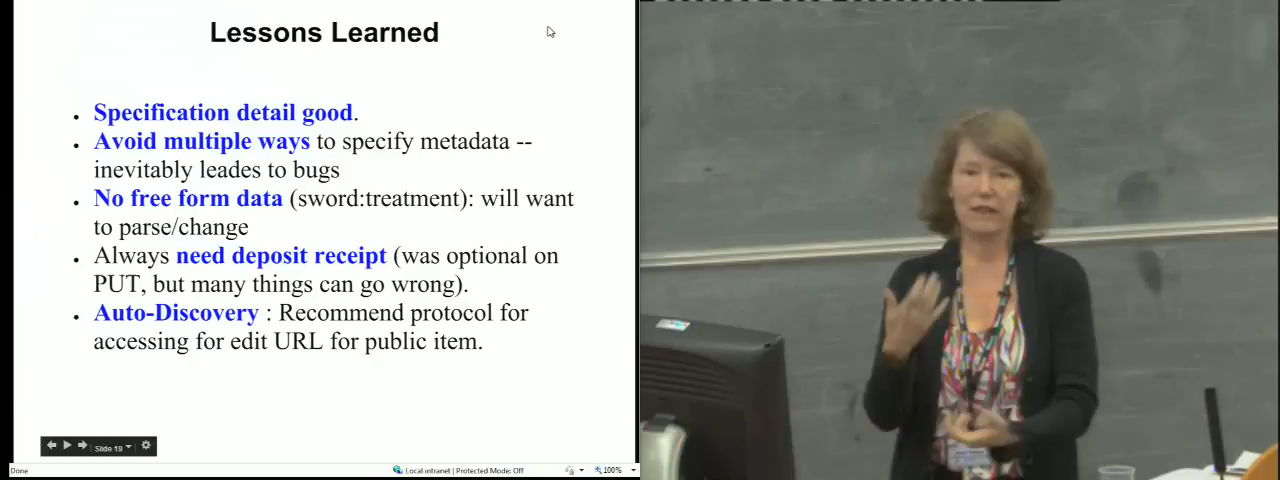 Lessons Learned
• Specification detail good.
• Avoid multiple ways to specify metadata --
inevitably leades to bugs
• No free form data (sword:treatment): will want
to parse/change
• Always need deposit receipt (was optional on
PUT, but many things can go wrong).
• Auto-Discovery : Recommend protocol for
accessing for edit URL for public item.
Slide 19
Done
Local intranet | Protected Mode: Off
100%